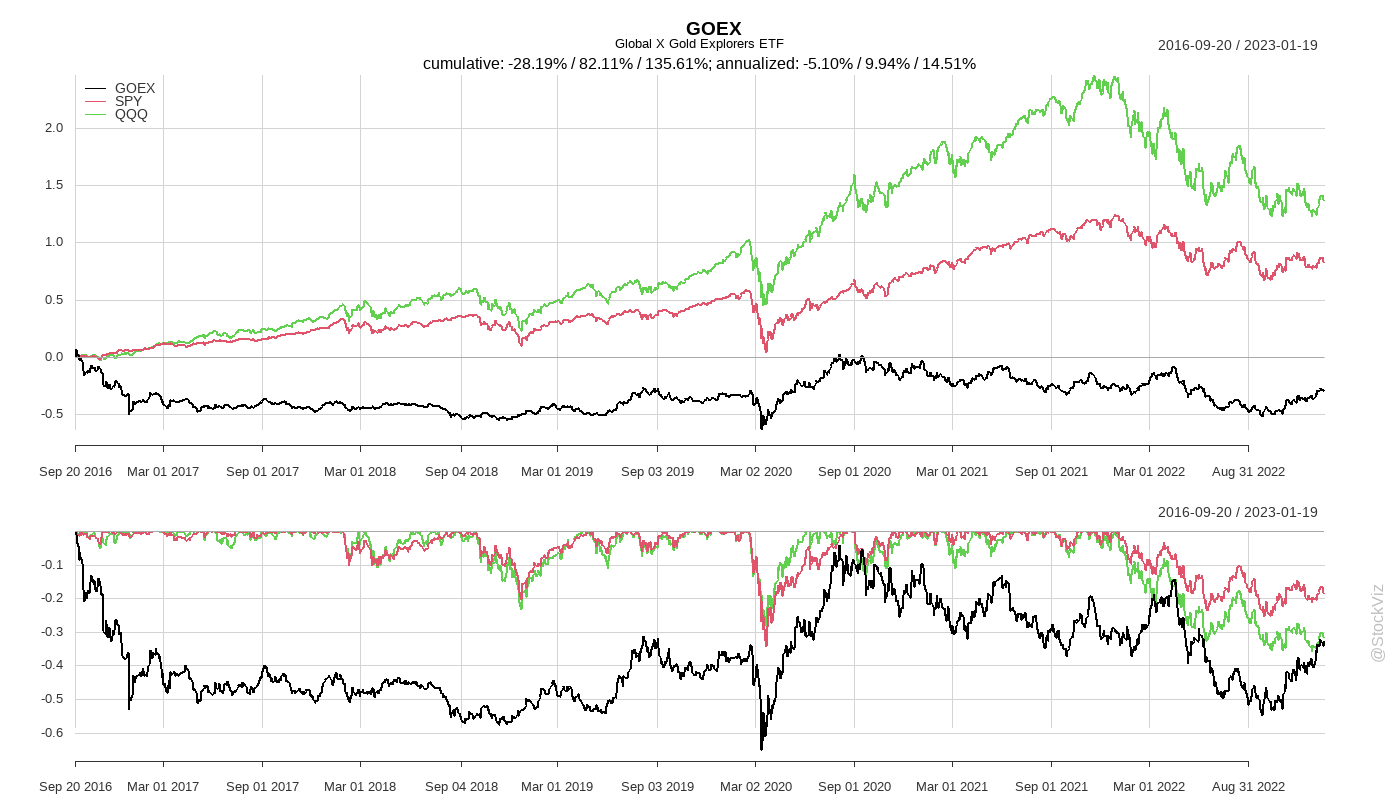 GOEX
Global X Gold Explorers ETF
2016-09-20 / 2023-01-19
cumulative: -28.19% / 82.11% / 135.61%; annualized: -5.10% / 9.94% / 14.51%
GOEX
SPY
QQQ
2.0
1.5
1.0
0.5
0.0
-0.5
Sep 20 2016 Mar 01 2017 Sep 01 2017 Mar 01 2018 Sep 04 2018 Mar 01 2019 Sep 03 2019 Mar 02 2020 Sep 01 2020 Mar 01 2021 Sep 01 2021 Mar 01 2022 Aug 31 2022
2016-09-20 / 2023-01-19
-0.1
-0.2
-0.3
-0.4
-0.5
-0.6
Sep 20 2016 Mar 01 2017 Sep 01 2017 Mar 01 2018 Sep 04 2018 Mar 01 2019 Sep 03 2019 Mar 02 2020 Sep 01 2020 Mar 01 2021 Sep 01 2021 Mar 01 2022 Aug 31 2022
@StockViz